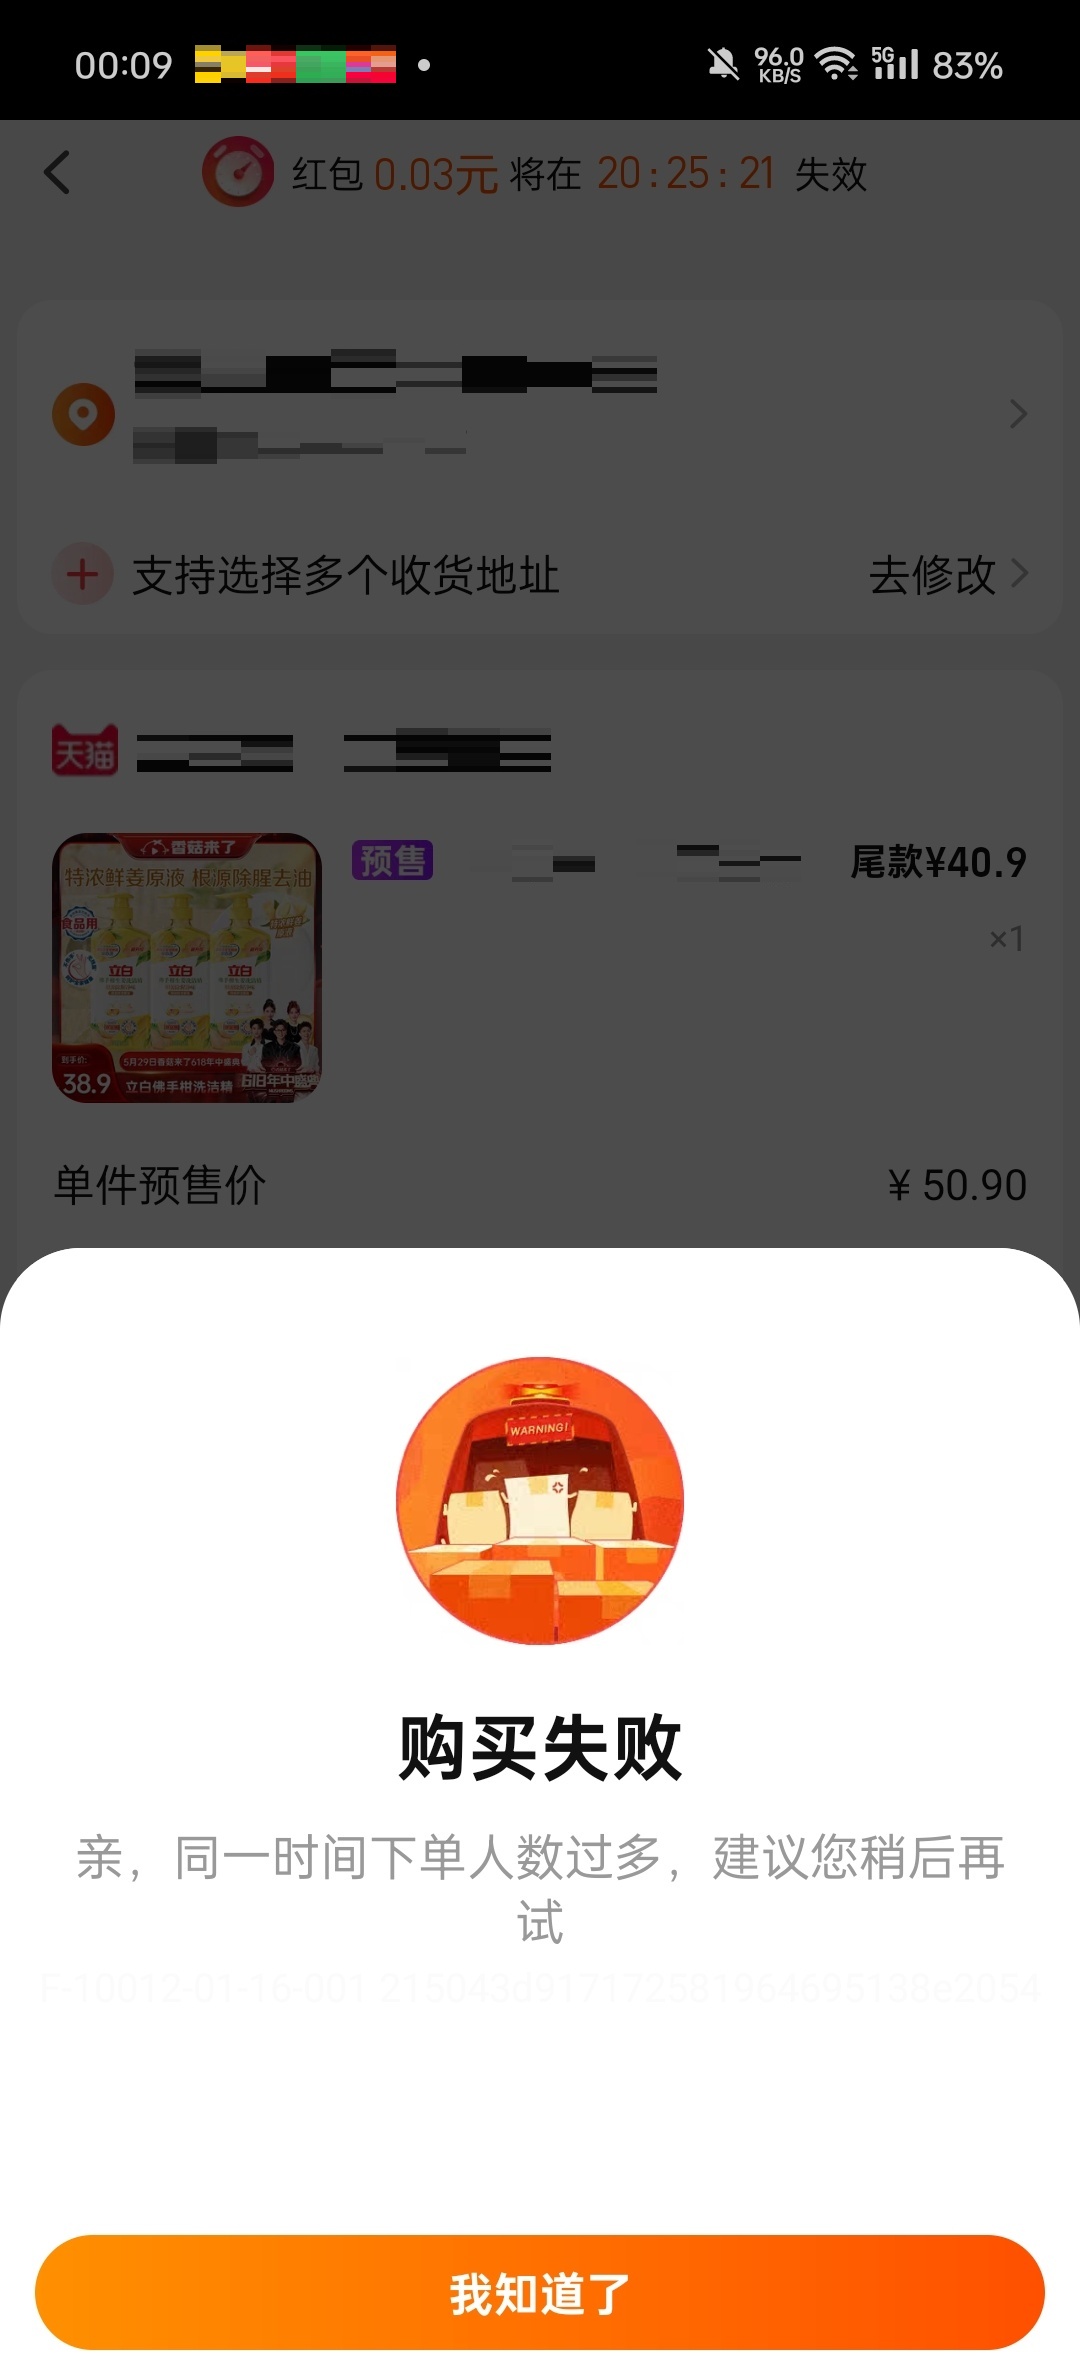 00:09
96.0
KB/S
5G
83%
红包 0.03元 将在 20:25:21 失效
支持选择多个收货地址
去修改
天猫
预售
尾款¥40.9
×1
香菇来了
特浓鲜姜原液 根源除腥去油
食品用
立白
立白
立白
到手价:
38.9
5月29日香菇来了618年中盛典
立白佛手柑洗洁精
618年中盛典
单件预售价
¥ 50.90
WARNING!
购买失败
亲，同一时间下单人数过多，建议您稍后再
试
F-10012-01-16-001 215043d917172581964695138e2054
我知道了